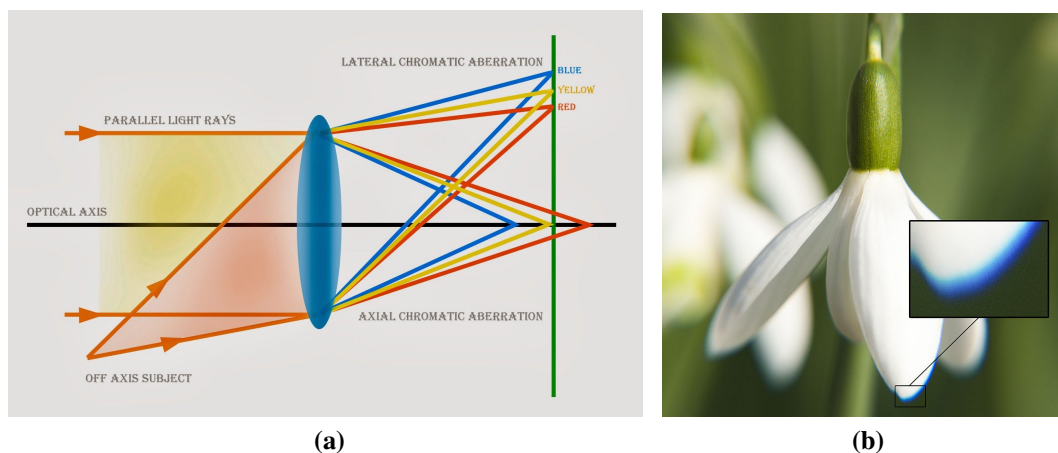 LATERAL CHROMATIC ABERRATION
BLUE
YELLOW
RED
PARALLEL LIGHT RAYS
OPTICAL AXIS
AXIAL CHROMATIC ABERRATION
OFF AXIS SUBJECT
(a)
(b)